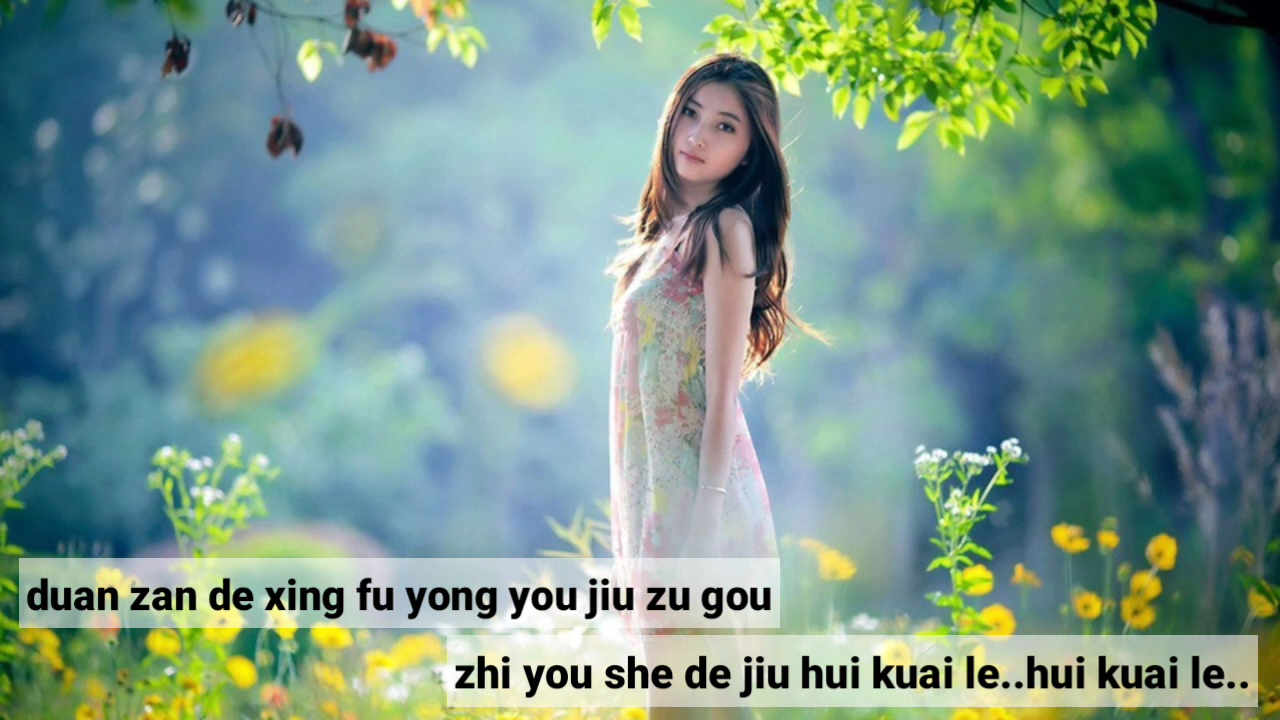 duan zan de xing fu yong you jiu zu gou
zhi you she de jiu hui kuai le..hui kuai le..